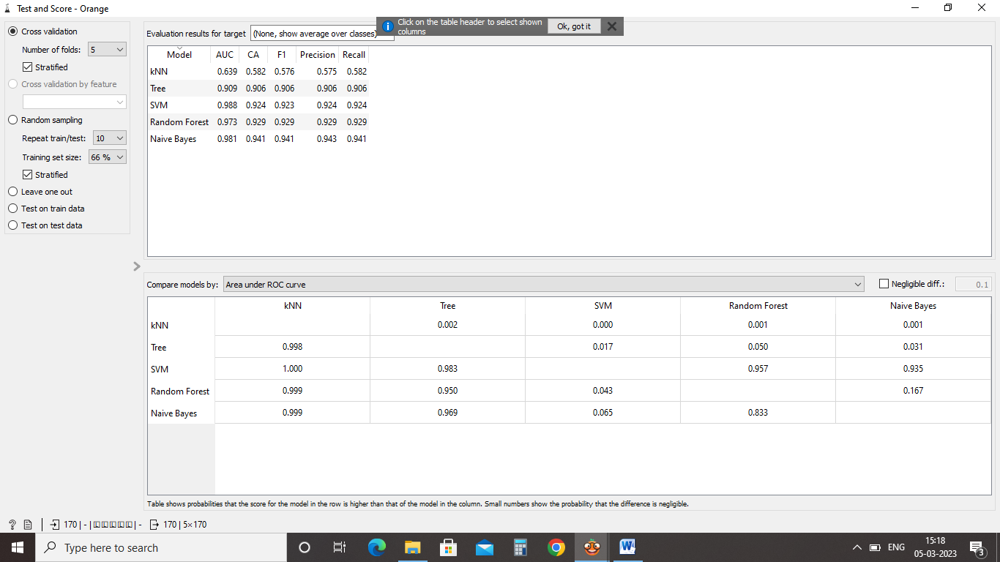 Test and Score - Orange
Cross validation
Number of folds: 5
Stratified
Cross validation by feature
Random sampling
Repeat train/test: 10
Training set size: 66 %
Stratified
Leave one out
Test on train data
Test on test data
Evaluation results for target (None, show average over classes)
Click on the table header to select shown
columns
Ok, got it
Model AUC CA F1 Precision Recall
kNN 0.639 0.582 0.576 0.575 0.582
Tree 0.909 0.906 0.906 0.906 0.906
SVM 0.988 0.924 0.923 0.924 0.924
Random Forest 0.973 0.929 0.929 0.929 0.929
Naive Bayes 0.981 0.941 0.941 0.943 0.941
Compare models by: Area under ROC curve Negligible diff.: 0.1
kNN Tree SVM Random Forest Naive Bayes
kNN 0.002 0.000 0.001 0.001
Tree 0.998 0.017 0.050 0.031
SVM 1.000 0.983 0.957 0.935
Random Forest 0.999 0.950 0.043 0.167
Naive Bayes 0.999 0.969 0.065 0.833
Table shows probabilities that the score for the model in the row is higher than that of the model in the column. Small numbers show the probability that the difference is negligible.
? 170 | - | | - 170 | 5×170
Type here to search
ENG
15:18
05-03-2023
3